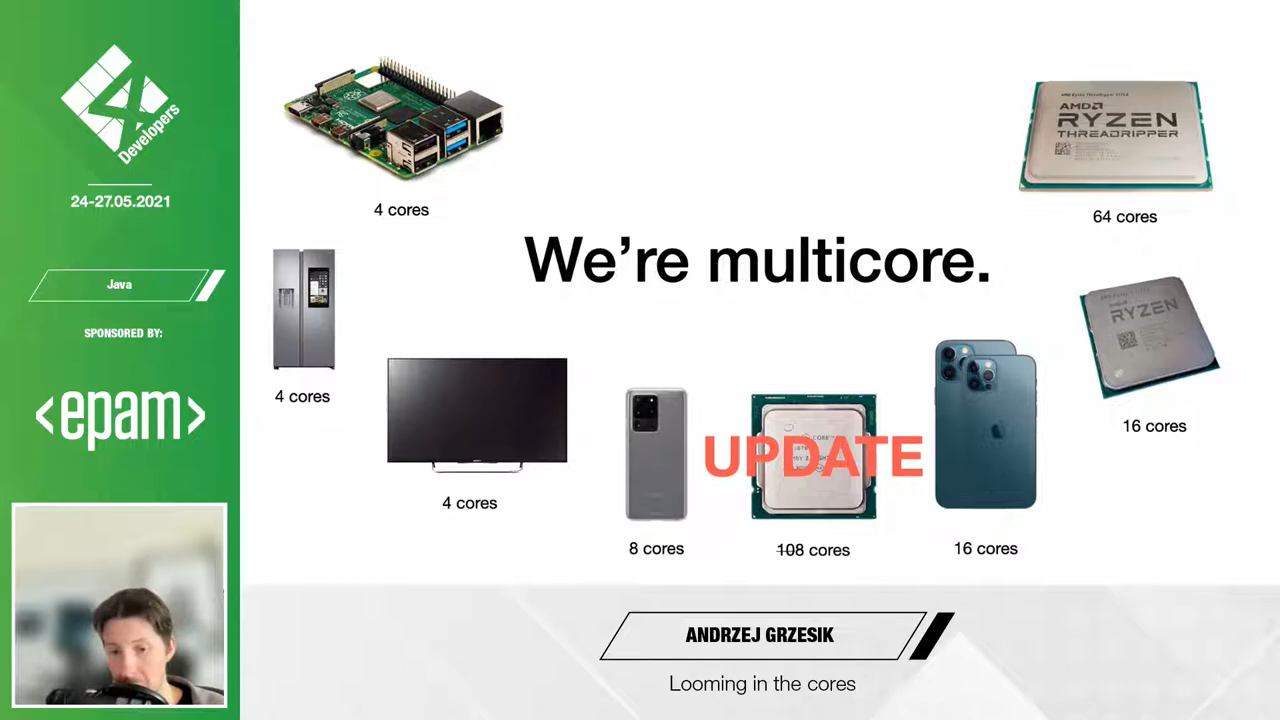 4
Developers
24-27.05.2021
Java
SPONSORED BY:
<epam>
We're multicore.
4 cores
AMD
RYZEN
THREADRIPPER
64 cores
4 cores
4 cores
8 cores
UPDATE
CORE
108 cores
16 cores
RYZEN
16 cores
ANDRZEJ GRZESIK
Looming in the cores